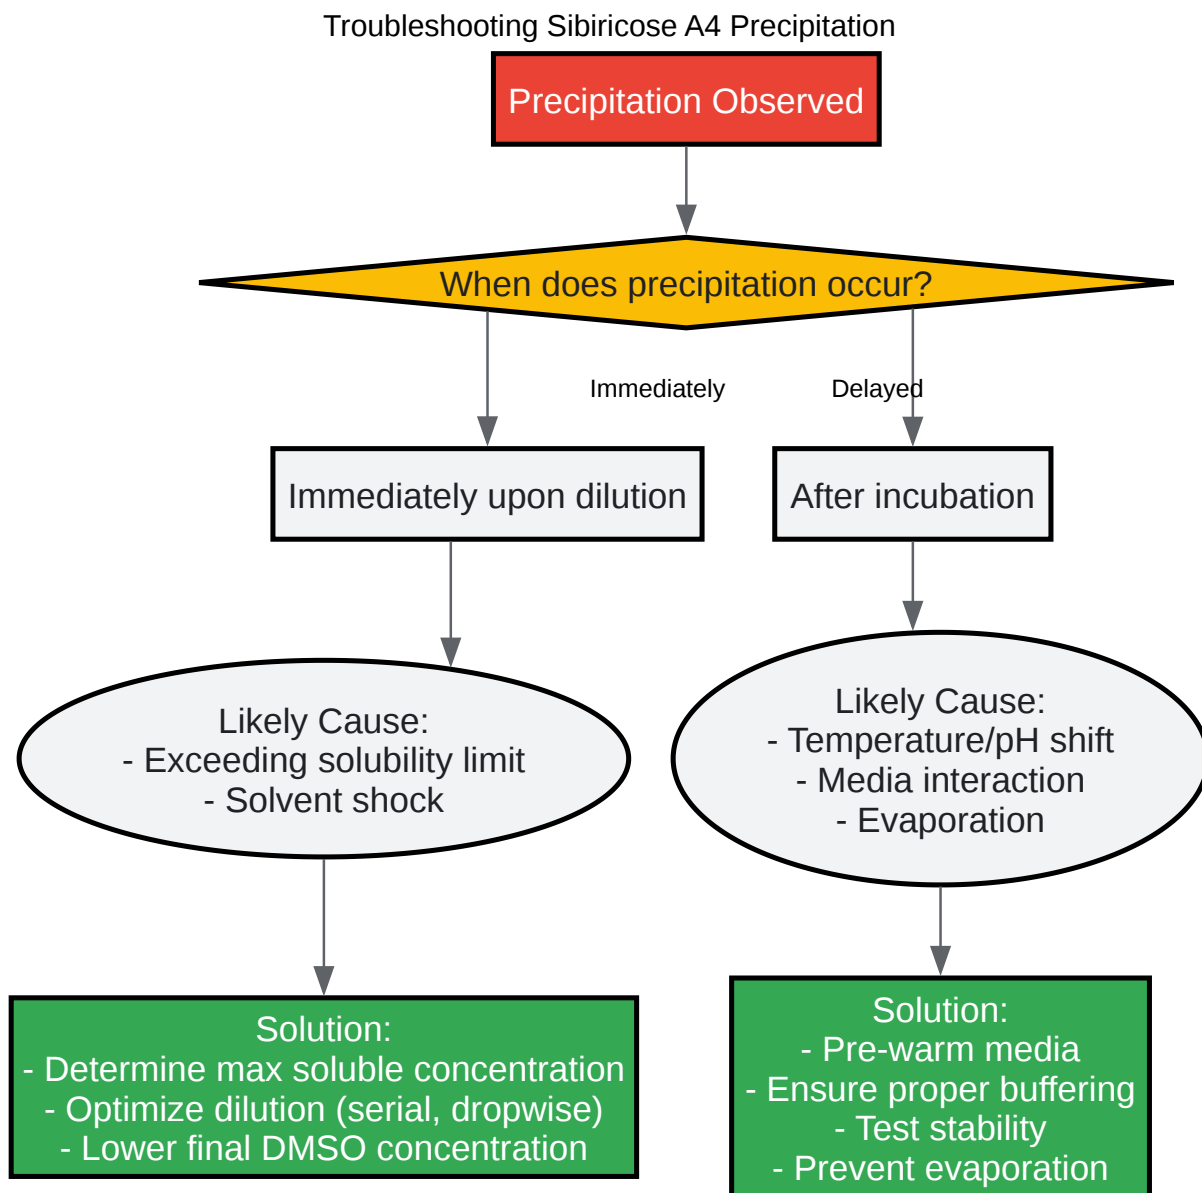 Troubleshooting Sibiricose A4 Precipitation
Precipitation Observed
When does precipitation occur?
Immediately
Delayed
Immediately upon dilution
After incubation
Likely Cause:
- Exceeding solubility limit
- Solvent shock
Likely Cause:
- Temperature/pH shift
- Media interaction
- Evaporation
Solution:
- Determine max soluble concentration
- Optimize dilution (serial, dropwise)
- Lower final DMSO concentration
Solution:
- Pre-warm media
- Ensure proper buffering
- Test stability
- Prevent evaporation